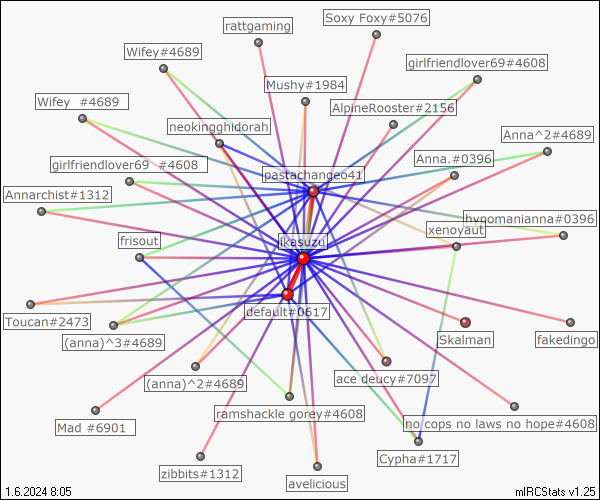 Soxy Foxy#5076
rattgaming
Wifey#4689
girlfriendlover69#4608
Mushy#1984
Wifey  #4689
AlpineRooster#2156
neokingghidorah
Anna^2#4689
girlfriendlover69  #4608
Anna.#0396
pastachangeo41
Annarchist#1312
hypomanianna#0396
xenoyaut
frisout
ikesuzu
default#0617
Toucan#2473
(anna)^3#4689
Skalman
fakedingo
(anna)^2#4689
ace deucy#7097
ramshackle gorey#4608
Mad #6901
no cops no laws no hope#4608
Cypha#1717
zibbits#1312
avelicious
1.6.2024 8:05
mIRCStats v1.25